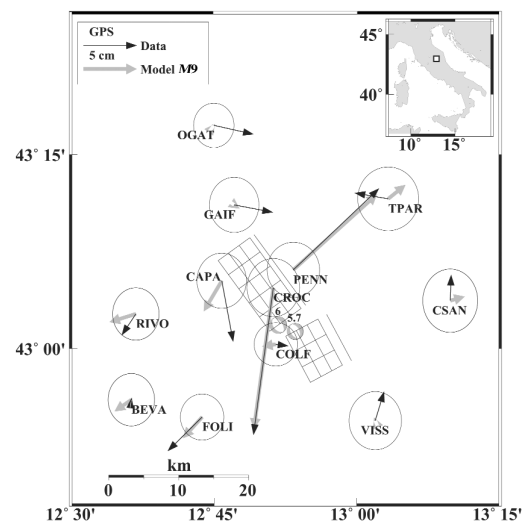 GPS
Data
5 cm
Model M9
45°
40°
10° 15°
OGAT
43° 15'
GAIF
TPAR
CAPA
PENN
CROC
6 5.7
CSAN
RIVO
43° 00'
COLF
BEVA
FOLI
VISS
km
0 10 20
12° 30' 12° 45' 13° 00' 13° 15'